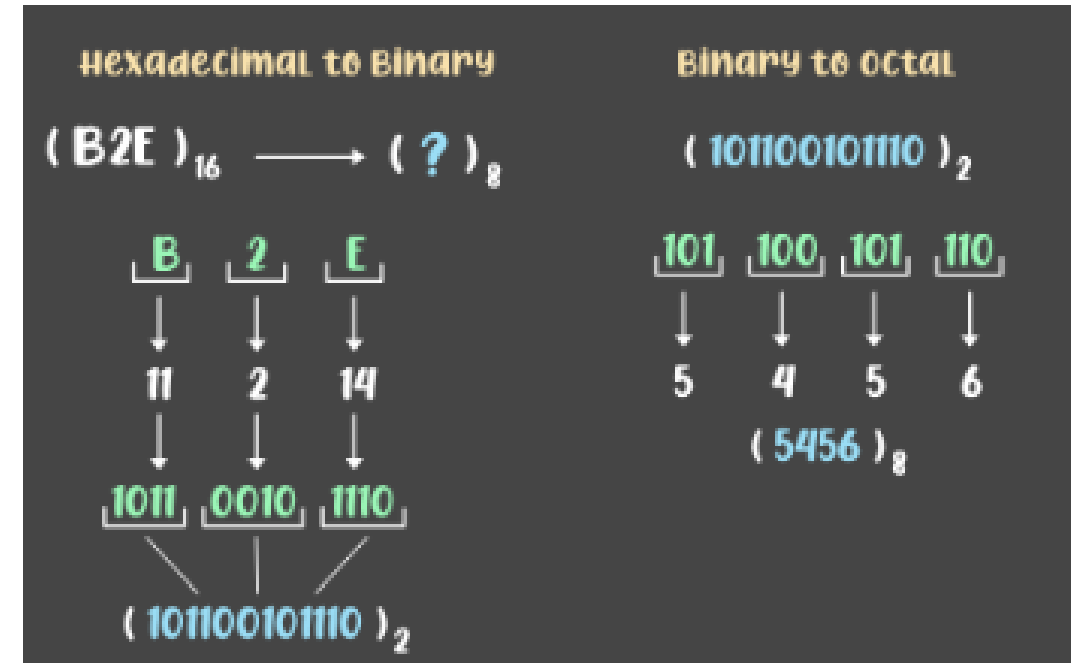 Hexadecimal to Binary
(B2E)16 → (?)8
B 2 E
11 2 14
1011 0010 1110
(101100101110)2
Binary to Octal
(101100101110)2
101 100 101 110
5 4 5 6
(5456)8